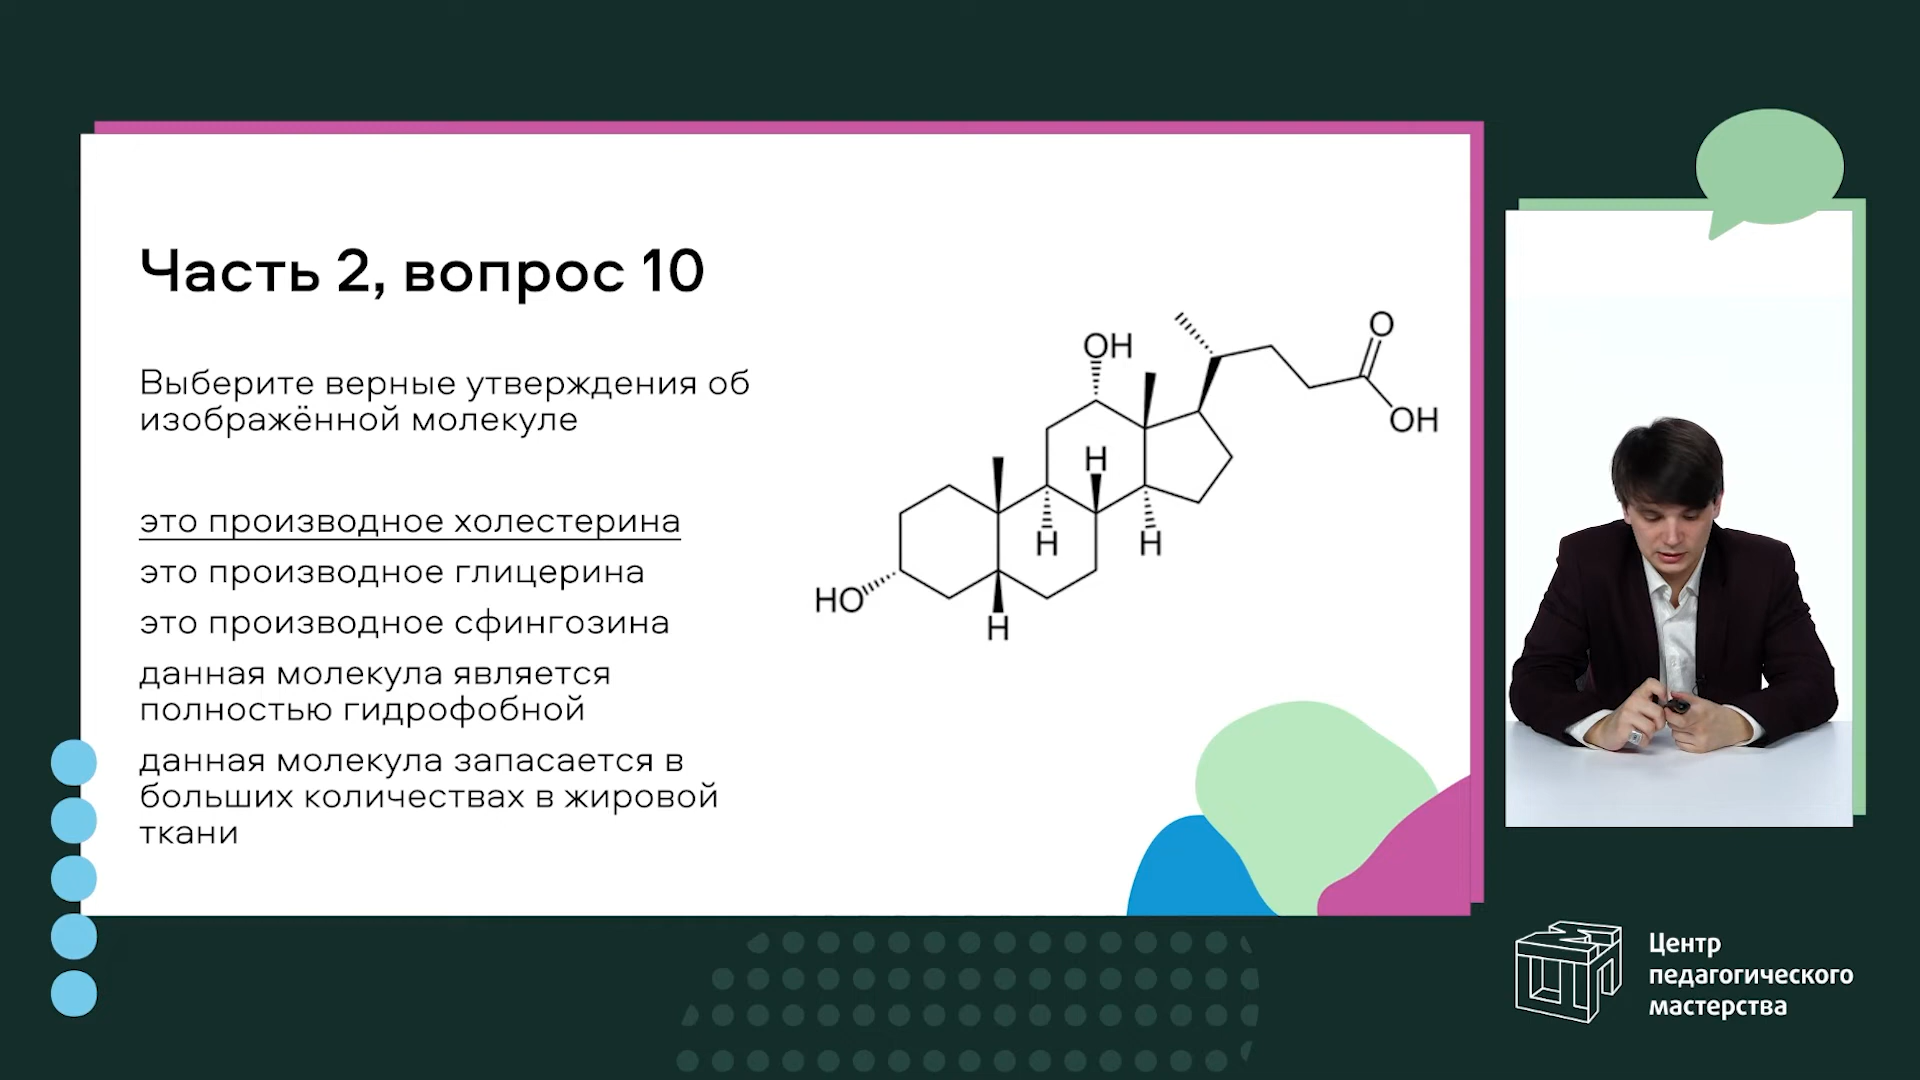 Часть 2, вопрос 10
Выберите верные утверждения об
изображённой молекуле
это производное холестерина
это производное глицерина
это производное сфингозина
данная молекула является
полностью гидрофобной
данная молекула запасается в
больших количествах в жировой
ткани
OH
O
OH
H
H
H
HO
H
Центр
педагогического
мастерства